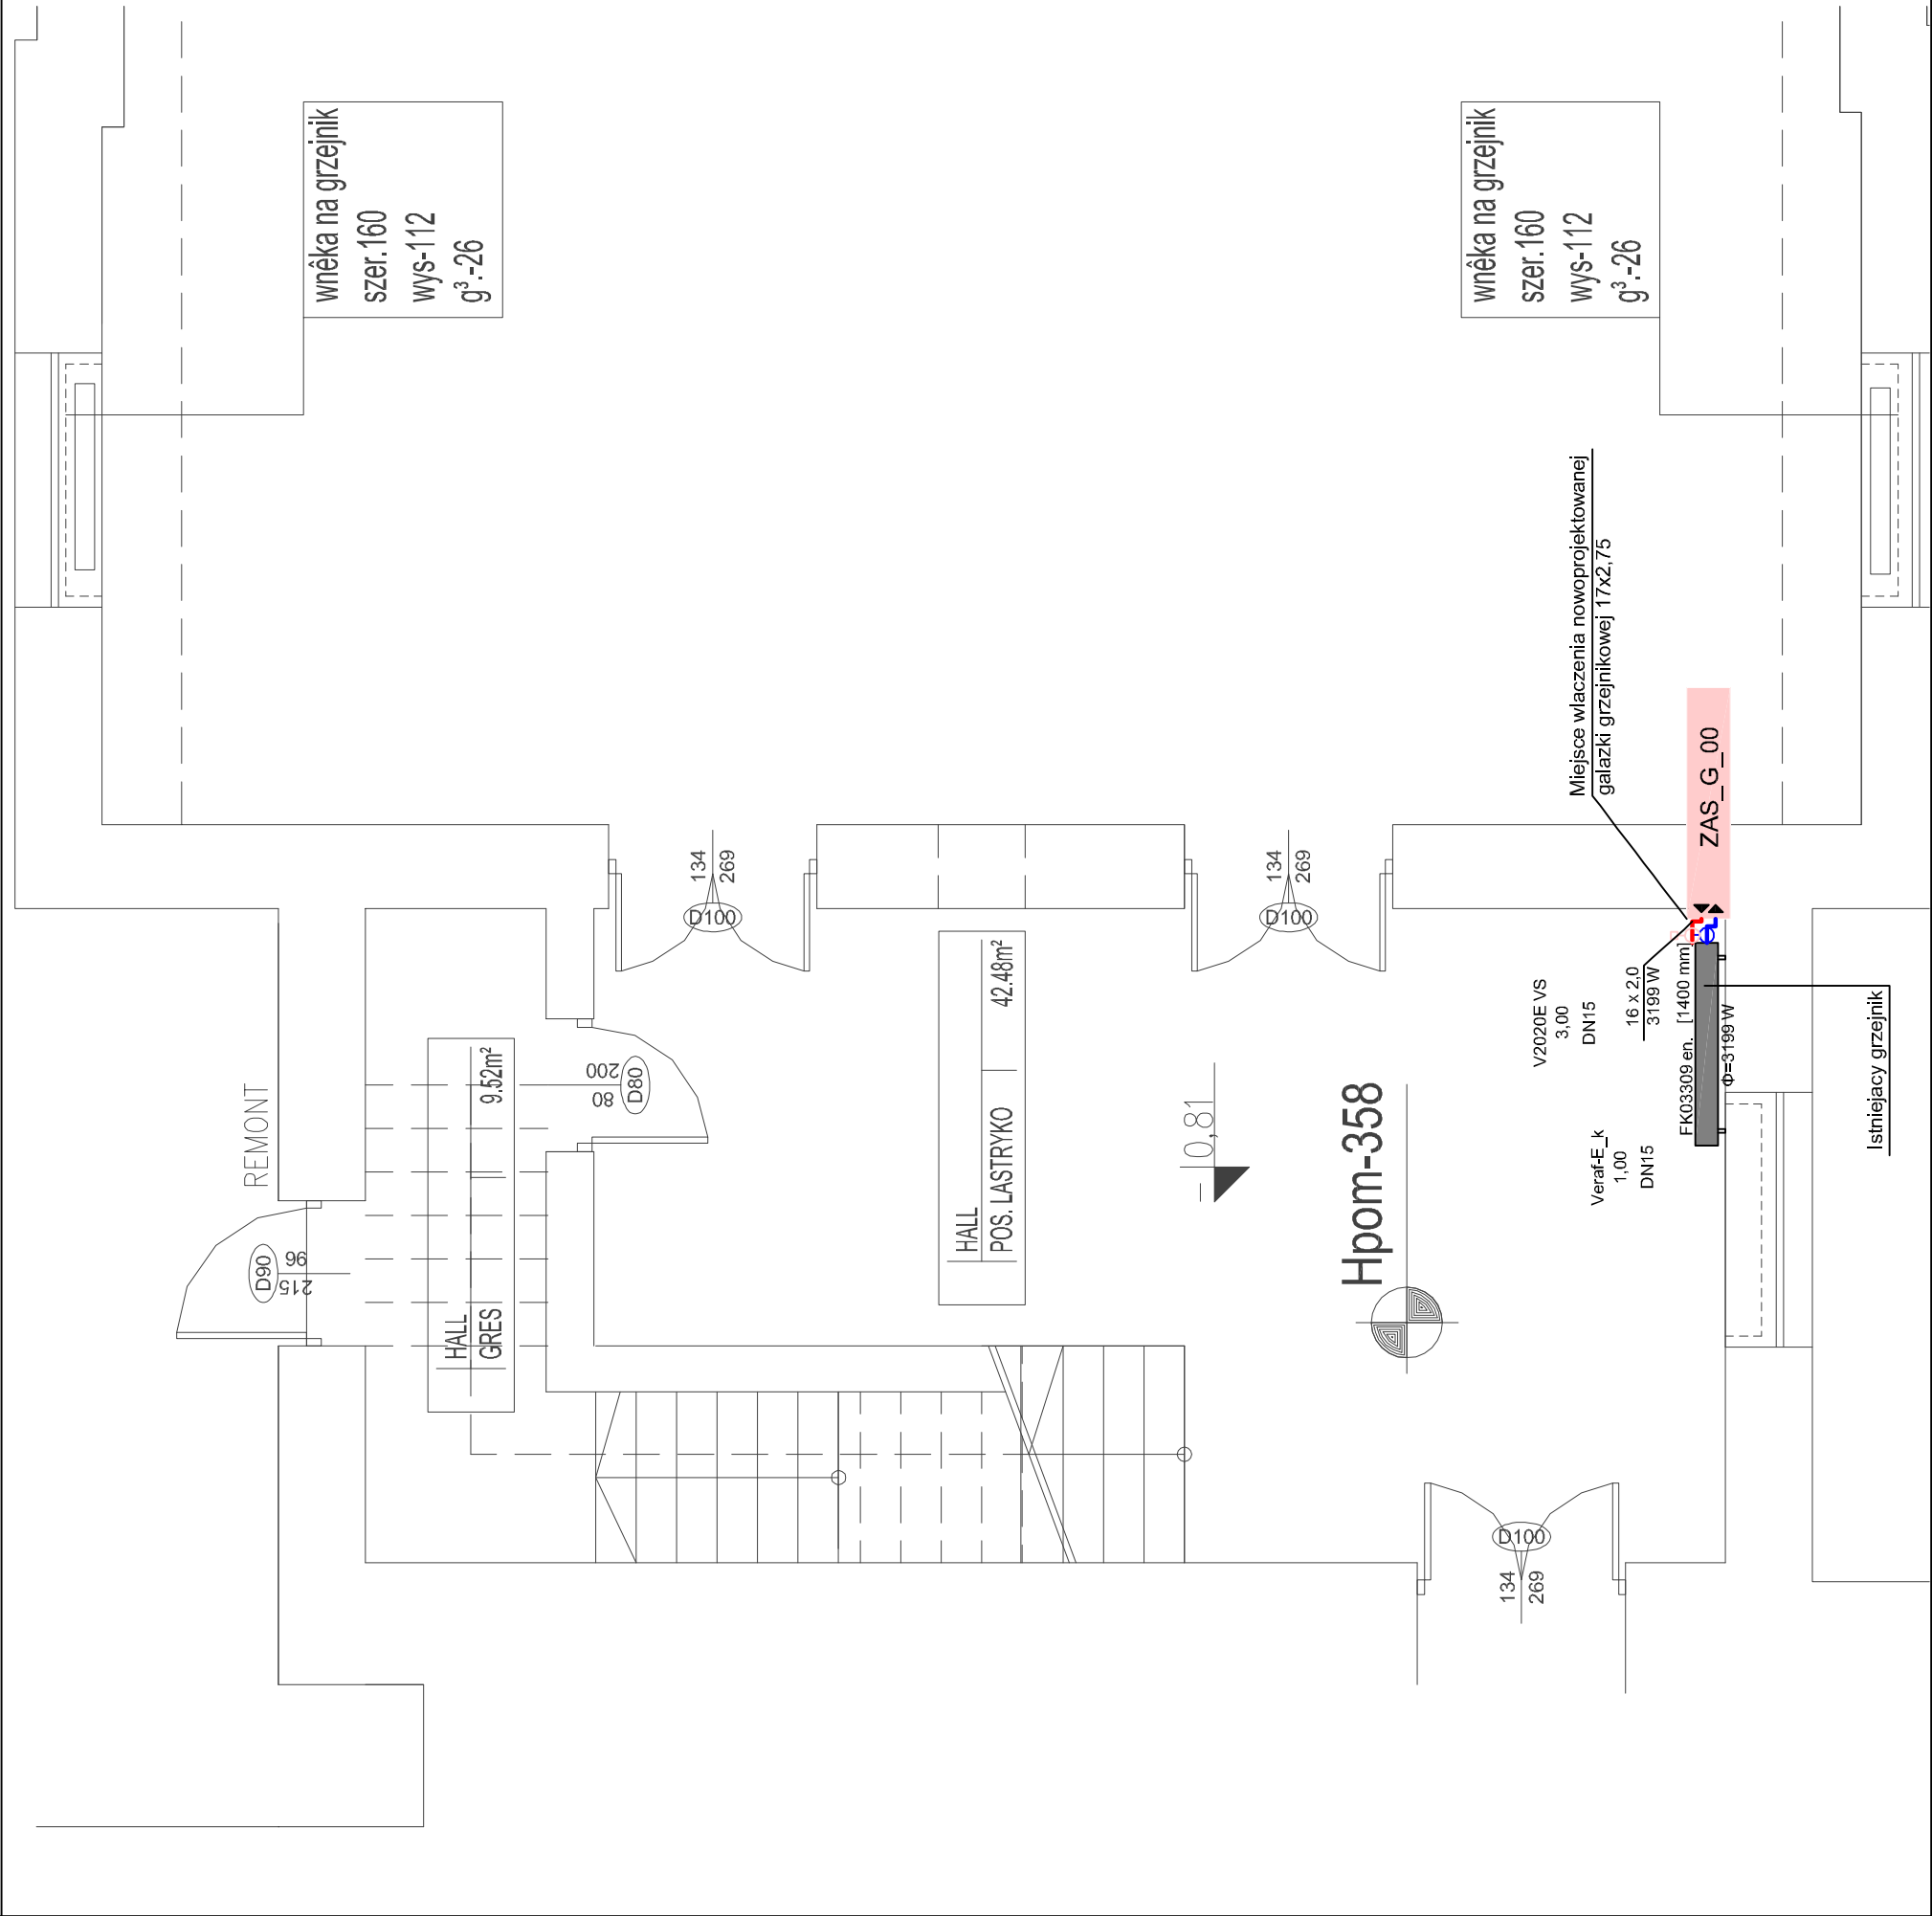 wnêka na grzejnik
szer.160
wys-112
g³.-26
wnêka na grzejnik
szer.160
wys-112
g³.-26
Miejsce wlaczenia nowoprojektowanej
galazki grzejnikowej 17x2,75
ZAS_G_00
134
269
D100
134
269
D100
REMONT
HALL
GRES
9.52m²
80
200
D80
D90
96
215
HALL
POS. LASTRYKO
42.48m²
- 0,81
Hpom-358
V2020E VS
3,00
DN15
16 x 2,0
3199 W
FK03309 en. [1400 mm]
Φ=3199 W
Veraf-E_k
1,00
DN15
Istniejacy grzejnik
D100
134
269